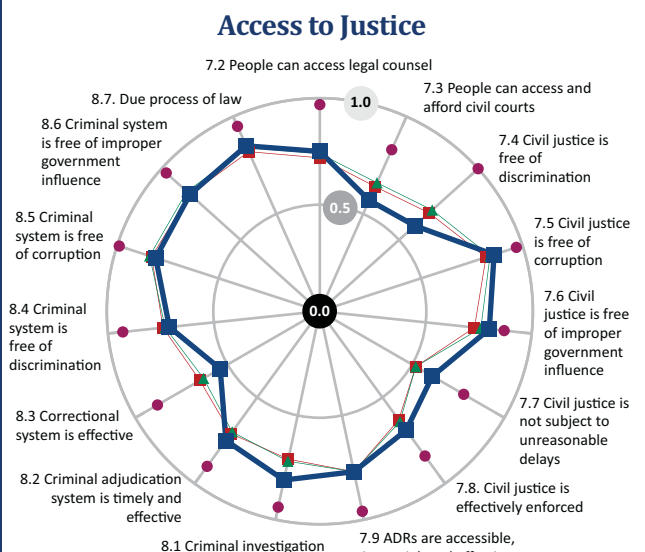 Access to Justice
7.2 People can access legal counsel
1.0
7.3 People can access and
afford civil courts
7.4 Civil justice is
free of
discrimination
0.5
7.5 Civil justice
is free of
corruption
0.0
7.6 Civil
justice is free
of improper
government
influence
7.7 Civil justice is
not subject to
unreasonable
delays
7.8. Civil justice is
effectively enforced
7.9 ADRs are accessible,
8.1 Criminal investigation
8.2 Criminal adjudication
system is timely and
effective
8.3 Correctional
system is effective
8.4 Criminal
system is
free of
discrimination
8.5 Criminal
system is free
of corruption
8.6 Criminal system
is free of improper
government
influence
8.7. Due process of law